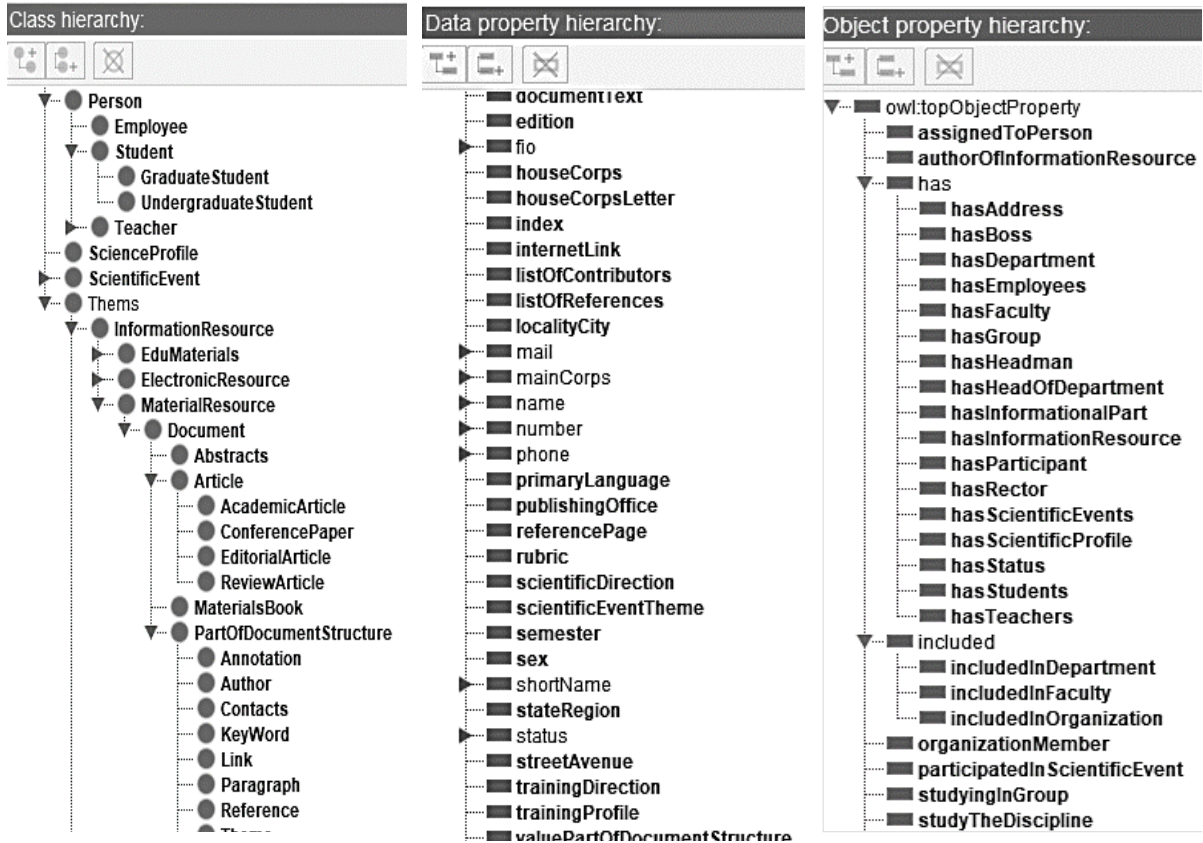 Class hierarchy:
Person
Employee
Student
GraduateStudent
UndergraduateStudent
Teacher
ScienceProfile
ScientificEvent
Thems
InformationResource
EduMaterials
ElectronicResource
MaterialResource
Document
Abstracts
Article
AcademicArticle
ConferencePaper
EditorialArticle
ReviewArticle
MaterialsBook
PartOfDocumentStructure
Annotation
Author
Contacts
KeyWord
Link
Paragraph
Reference
Data property hierarchy:
documentText
edition
fio
houseCorps
houseCorpsLetter
index
internetLink
listOfContributors
listOfReferences
localityCity
mail
mainCorps
name
number
phone
primaryLanguage
publishingOffice
referencePage
rubric
scientificDirection
scientificEventTheme
semester
sex
shortName
stateRegion
status
streetAvenue
trainingDirection
trainingProfile
valuePartOfDocumentStructure
Object property hierarchy:
owl:topObjectProperty
assignedToPerson
authorOfInformationResource
has
hasAddress
hasBoss
hasDepartment
hasEmployees
hasFaculty
hasGroup
hasHeadman
hasHeadOfDepartment
hasInformationalPart
hasInformationResource
hasParticipant
hasRector
hasScientificEvents
hasScientificProfile
hasStatus
hasStudents
hasTeachers
included
includedInDepartment
includedInFaculty
includedInOrganization
organizationMember
participatedInScientificEvent
studyingInGroup
studyTheDiscipline